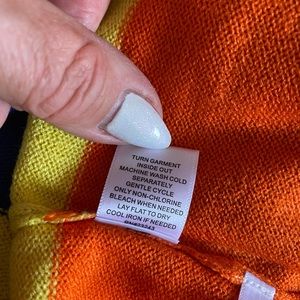 TURN GARMENT
INSIDE OUT
MACHINE WASH COLD
SEPARATELY
GENTLE CYCLE
ONLY NON-CHLORINE
BLEACH WHEN NEEDED
LAY FLAT TO DRY
COOL IRON IF NEEDED